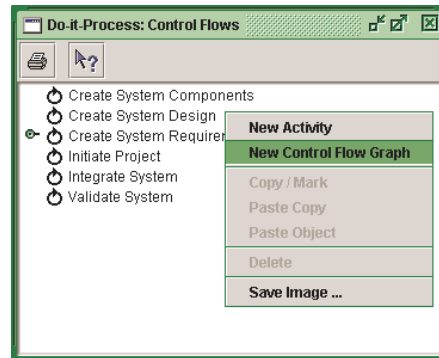 Do-it-Process: Control Flows
Create System Components
Create System Design
Create System Requirer
Initiate Project
Integrate System
Validate System
New Activity
New Control Flow Graph
Copy / Mark
Paste Copy
Paste Object
Delete
Save Image ...